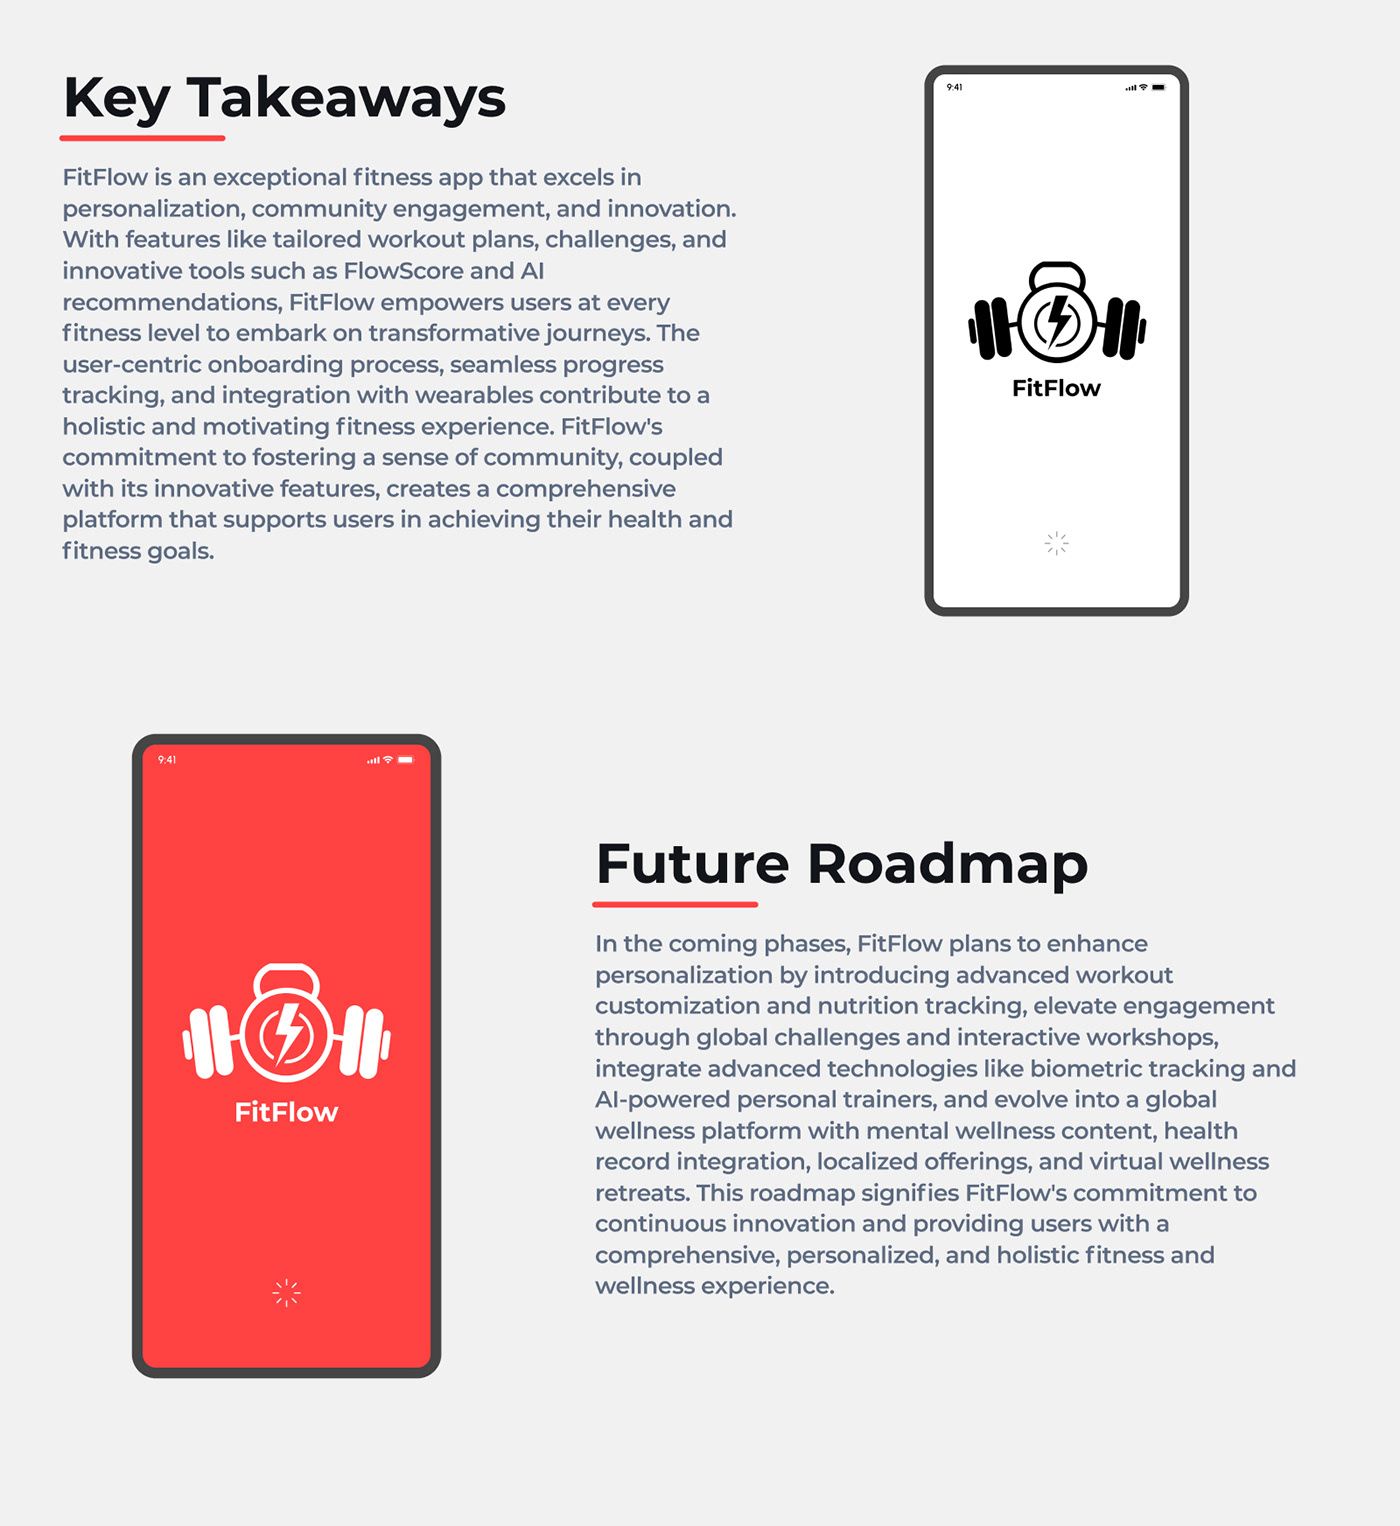 Key Takeaways
FitFlow is an exceptional fitness app that excels in
personalization, community engagement, and innovation.
With features like tailored workout plans, challenges, and
innovative tools such as FlowScore and AI
recommendations, FitFlow empowers users at every
fitness level to embark on transformative journeys. The
user-centric onboarding process, seamless progress
tracking, and integration with wearables contribute to a
holistic and motivating fitness experience. FitFlow's
commitment to fostering a sense of community, coupled
with its innovative features, creates a comprehensive
platform that supports users in achieving their health and
fitness goals.
9:41
FitFlow
9:41
FitFlow
Future Roadmap
In the coming phases, FitFlow plans to enhance
personalization by introducing advanced workout
customization and nutrition tracking, elevate engagement
through global challenges and interactive workshops,
integrate advanced technologies like biometric tracking and
AI-powered personal trainers, and evolve into a global
wellness platform with mental wellness content, health
record integration, localized offerings, and virtual wellness
retreats. This roadmap signifies FitFlow's commitment to
continuous innovation and providing users with a
comprehensive, personalized, and holistic fitness and
wellness experience.